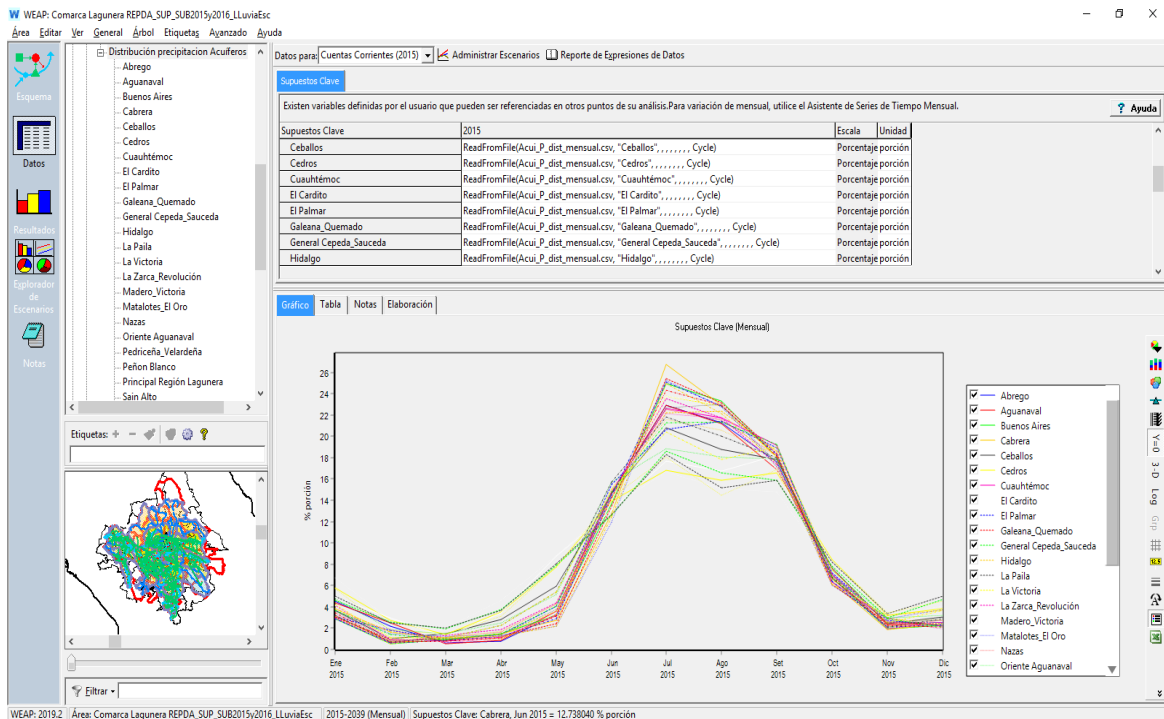 WEAP: Comarca Lagunera REPDA_SUP_SUB2015y2016_LLuviaEsc
Área Editar Ver General Árbol Etiquetas Avanzado Ayuda
Esquema
Datos
Resultados
Explorador
de
Escenarios
Notas
Distribución precipitacion Acuíferos
Abrego
Aguanaval
Buenos Aires
Cabrera
Ceballos
Cedros
Cuauhtémoc
El Cardito
El Palmar
Galeana_Quemado
General Cepeda_Sauceda
Hidalgo
La Paila
La Victoria
La Zarca_Revolución
Madero_Victoria
Matalotes_El Oro
Nazas
Oriente Aguanaval
Pedriceña_Velardeña
Peñon Blanco
Principal Región Lagunera
Sain Alto
Etiquetas:
Filtrar
Datos para: Cuentas Corrientes (2015) Administrar Escenarios Reporte de Expresiones de Datos
Supuestos Clave
Existen variables definidas por el usuario que pueden ser referenciadas en otros puntos de su análisis.Para variación de mensual, utilice el Asistente de Series de Tiempo Mensual.
? Ayuda
Supuestos Clave 2015 Escala Unidad
Ceballos ReadFromFile(Acui_P_dist_mensual.csv, "Ceballos", , , , , , , Cycle) Porcentaje porción
Cedros ReadFromFile(Acui_P_dist_mensual.csv, "Cedros", , , , , , , Cycle) Porcentaje porción
Cuauhtémoc ReadFromFile(Acui_P_dist_mensual.csv, "Cuauhtémoc", , , , , , , Cycle) Porcentaje porción
El Cardito ReadFromFile(Acui_P_dist_mensual.csv, "El Cardito", , , , , , , Cycle) Porcentaje porción
El Palmar ReadFromFile(Acui_P_dist_mensual.csv, "El Palmar", , , , , , , Cycle) Porcentaje porción
Galeana_Quemado ReadFromFile(Acui_P_dist_mensual.csv, "Galeana_Quemado", , , , , , , Cycle) Porcentaje porción
General Cepeda_Sauceda ReadFromFile(Acui_P_dist_mensual.csv, "General Cepeda_Sauceda", , , , , , , Cycle) Porcentaje porción
Hidalgo ReadFromFile(Acui_P_dist_mensual.csv, "Hidalgo", , , , , , , Cycle) Porcentaje porción
Gráfico Tabla Notas Elaboración
Supuestos Clave (Mensual)
% porción
26
24
22
20
18
16
14
12
10
8
6
4
2
0
Ene Feb Mar Abr May Jun Jul Ago Set Oct Nov Dic
2015 2015 2015 2015 2015 2015 2015 2015 2015 2015 2015 2015
Abrego
Aguanaval
Buenos Aires
Cabrera
Ceballos
Cedros
Cuauhtémoc
El Cardito
El Palmar
Galeana_Quemado
General Cepeda_Sauceda
Hidalgo
La Paila
La Victoria
La Zarca_Revolución
Madero_Victoria
Matalotes_El Oro
Nazas
Oriente Aguanaval
Y=0
3-D
Log
Grp
WEAP: 2019.2 Área: Comarca Lagunera REPDA_SUP_SUB2015y2016_LLuviaEsc 2015-2039 (Mensual) Supuestos Clave: Cabrera, Jun 2015 = 12.738040 % porción